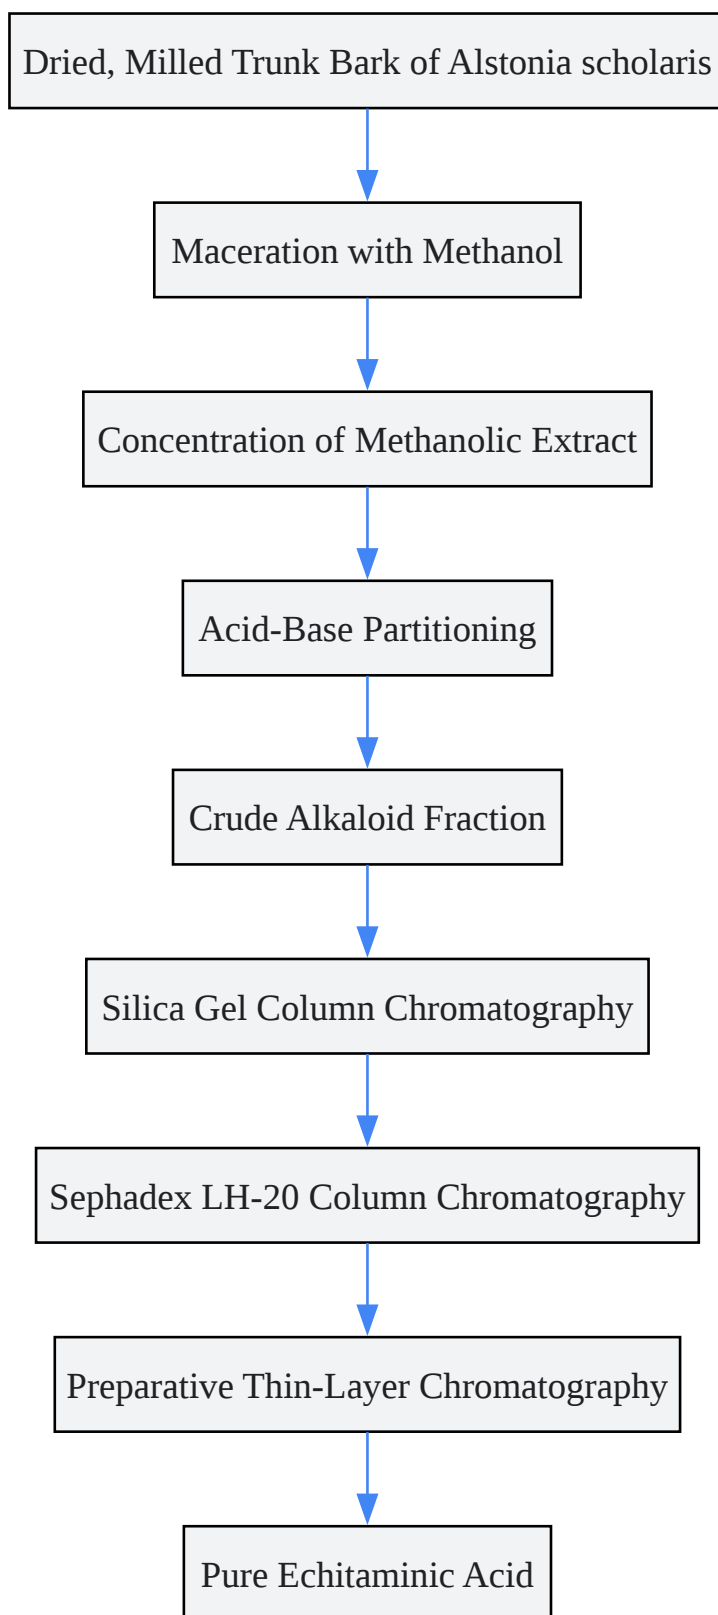 Dried, Milled Trunk Bark of Alstonia scholaris
Maceration with Methanol
Concentration of Methanolic Extract
Acid-Base Partitioning
Crude Alkaloid Fraction
Silica Gel Column Chromatography
Sephadex LH-20 Column Chromatography
Preparative Thin-Layer Chromatography
Pure Echitaminic Acid